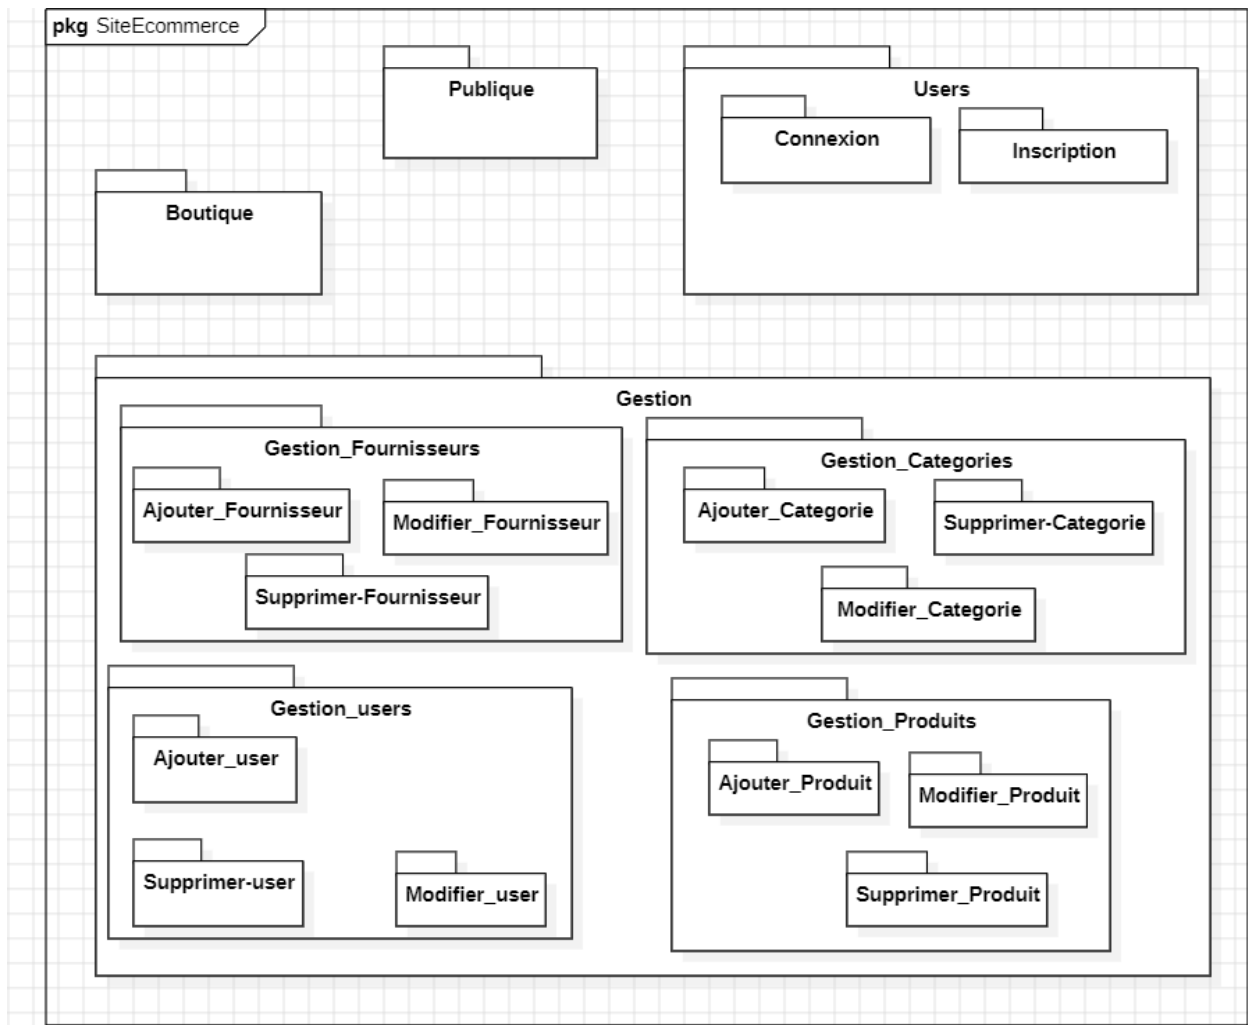 pkg SiteEcommerce
Publique
Users
Connexion
Inscription
Boutique
Gestion
Gestion_Fournisseurs
Ajouter_Fournisseur
Modifier_Fournisseur
Supprimer-Fournisseur
Gestion_Categories
Ajouter_Categorie
Supprimer-Categorie
Modifier_Categorie
Gestion_users
Ajouter_user
Supprimer-user
Modifier_user
Gestion_Produits
Ajouter_Produit
Modifier_Produit
Supprimer_Produit